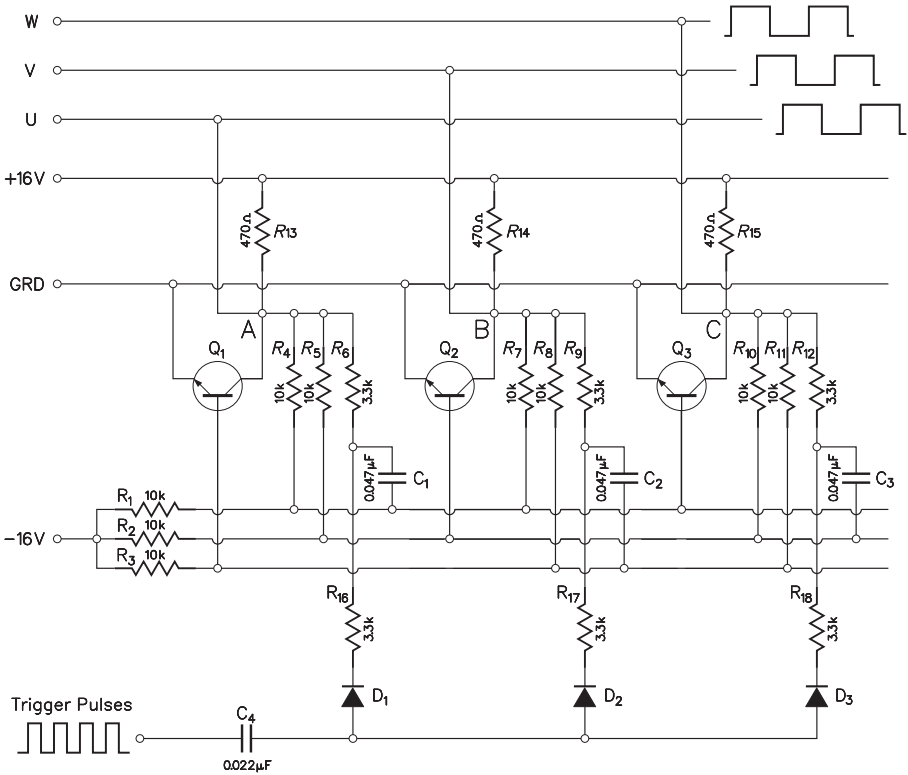 W
V
U
+16V
470Ω R13
470Ω R14
470Ω R15
GRD
A
B
C
Q1 R4 R5 R6
Q2 R7 R8 R9
Q3 R10 R11 R12
10k 10k 3.3k
10k 10k 3.3k
10k 10k 3.3k
0.047μF C1
0.047μF C2
0.047μF C3
R1 10k
-16V R2 10k
R3 10k
R16 3.3k
R17 3.3k
R18 3.3k
D1
D2
D3
Trigger Pulses
C4
0.022μF